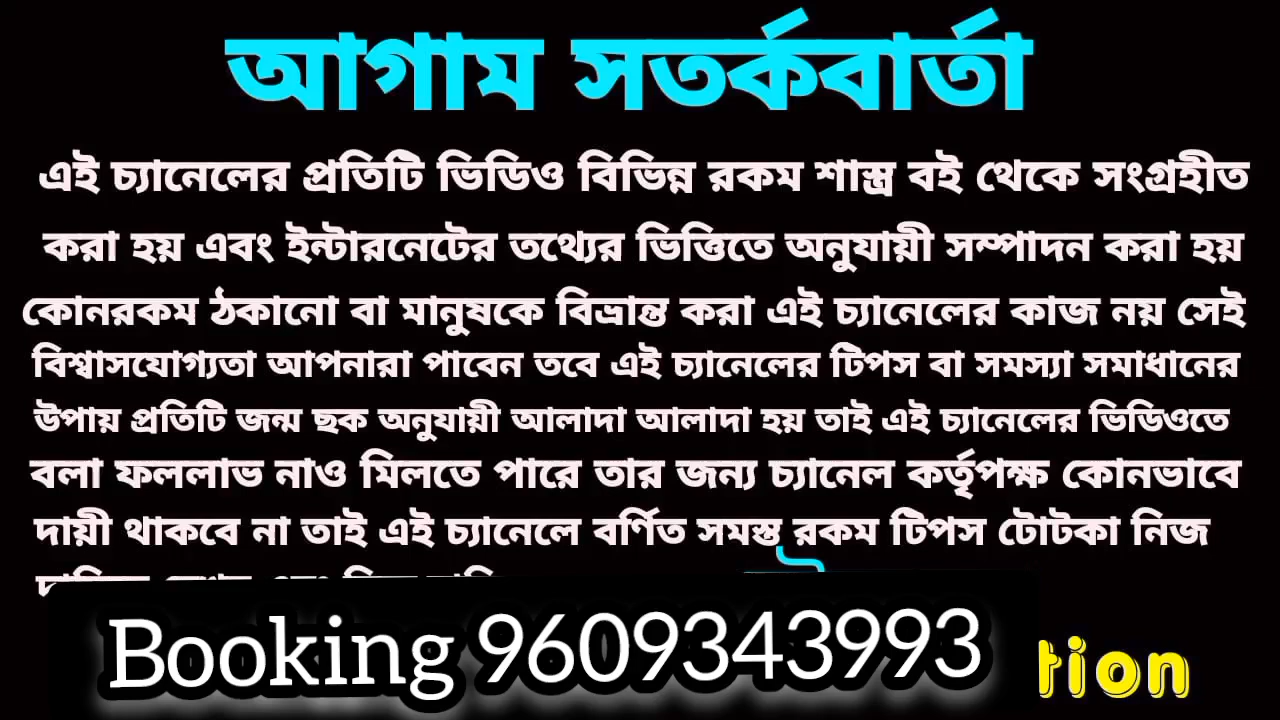 আগাম সতর্কবার্তা
এই চ্যানেলের প্রতিটি ভিডিও বিভিন্ন রকম শাস্ত্র বই থেকে সংগ্রহীত
করা হয় এবং ইন্টারনেটের তথ্যের ভিত্তিতে অনুযায়ী সম্পাদন করা হয়
কোনরকম ঠকানো বা মানুষকে বিভ্রান্ত করা এই চ্যানেলের কাজ নয় সেই
বিশ্বাসযোগ্যতা আপনারা পাবেন তবে এই চ্যানেলের টিপস বা সমস্যা সমাধানের
উপায় প্রতিটি জন্ম ছক অনুযায়ী আলাদা আলাদা হয় তাই এই চ্যানেলের ভিডিওতে
বলা ফললাভ নাও মিলতে পারে তার জন্য চ্যানেল কর্তৃপক্ষ কোনভাবে
দায়ী থাকবে না তাই এই চ্যানেলে বর্ণিত সমস্ত রকম টিপস টোটকা নিজ
Booking 9609343993
tion